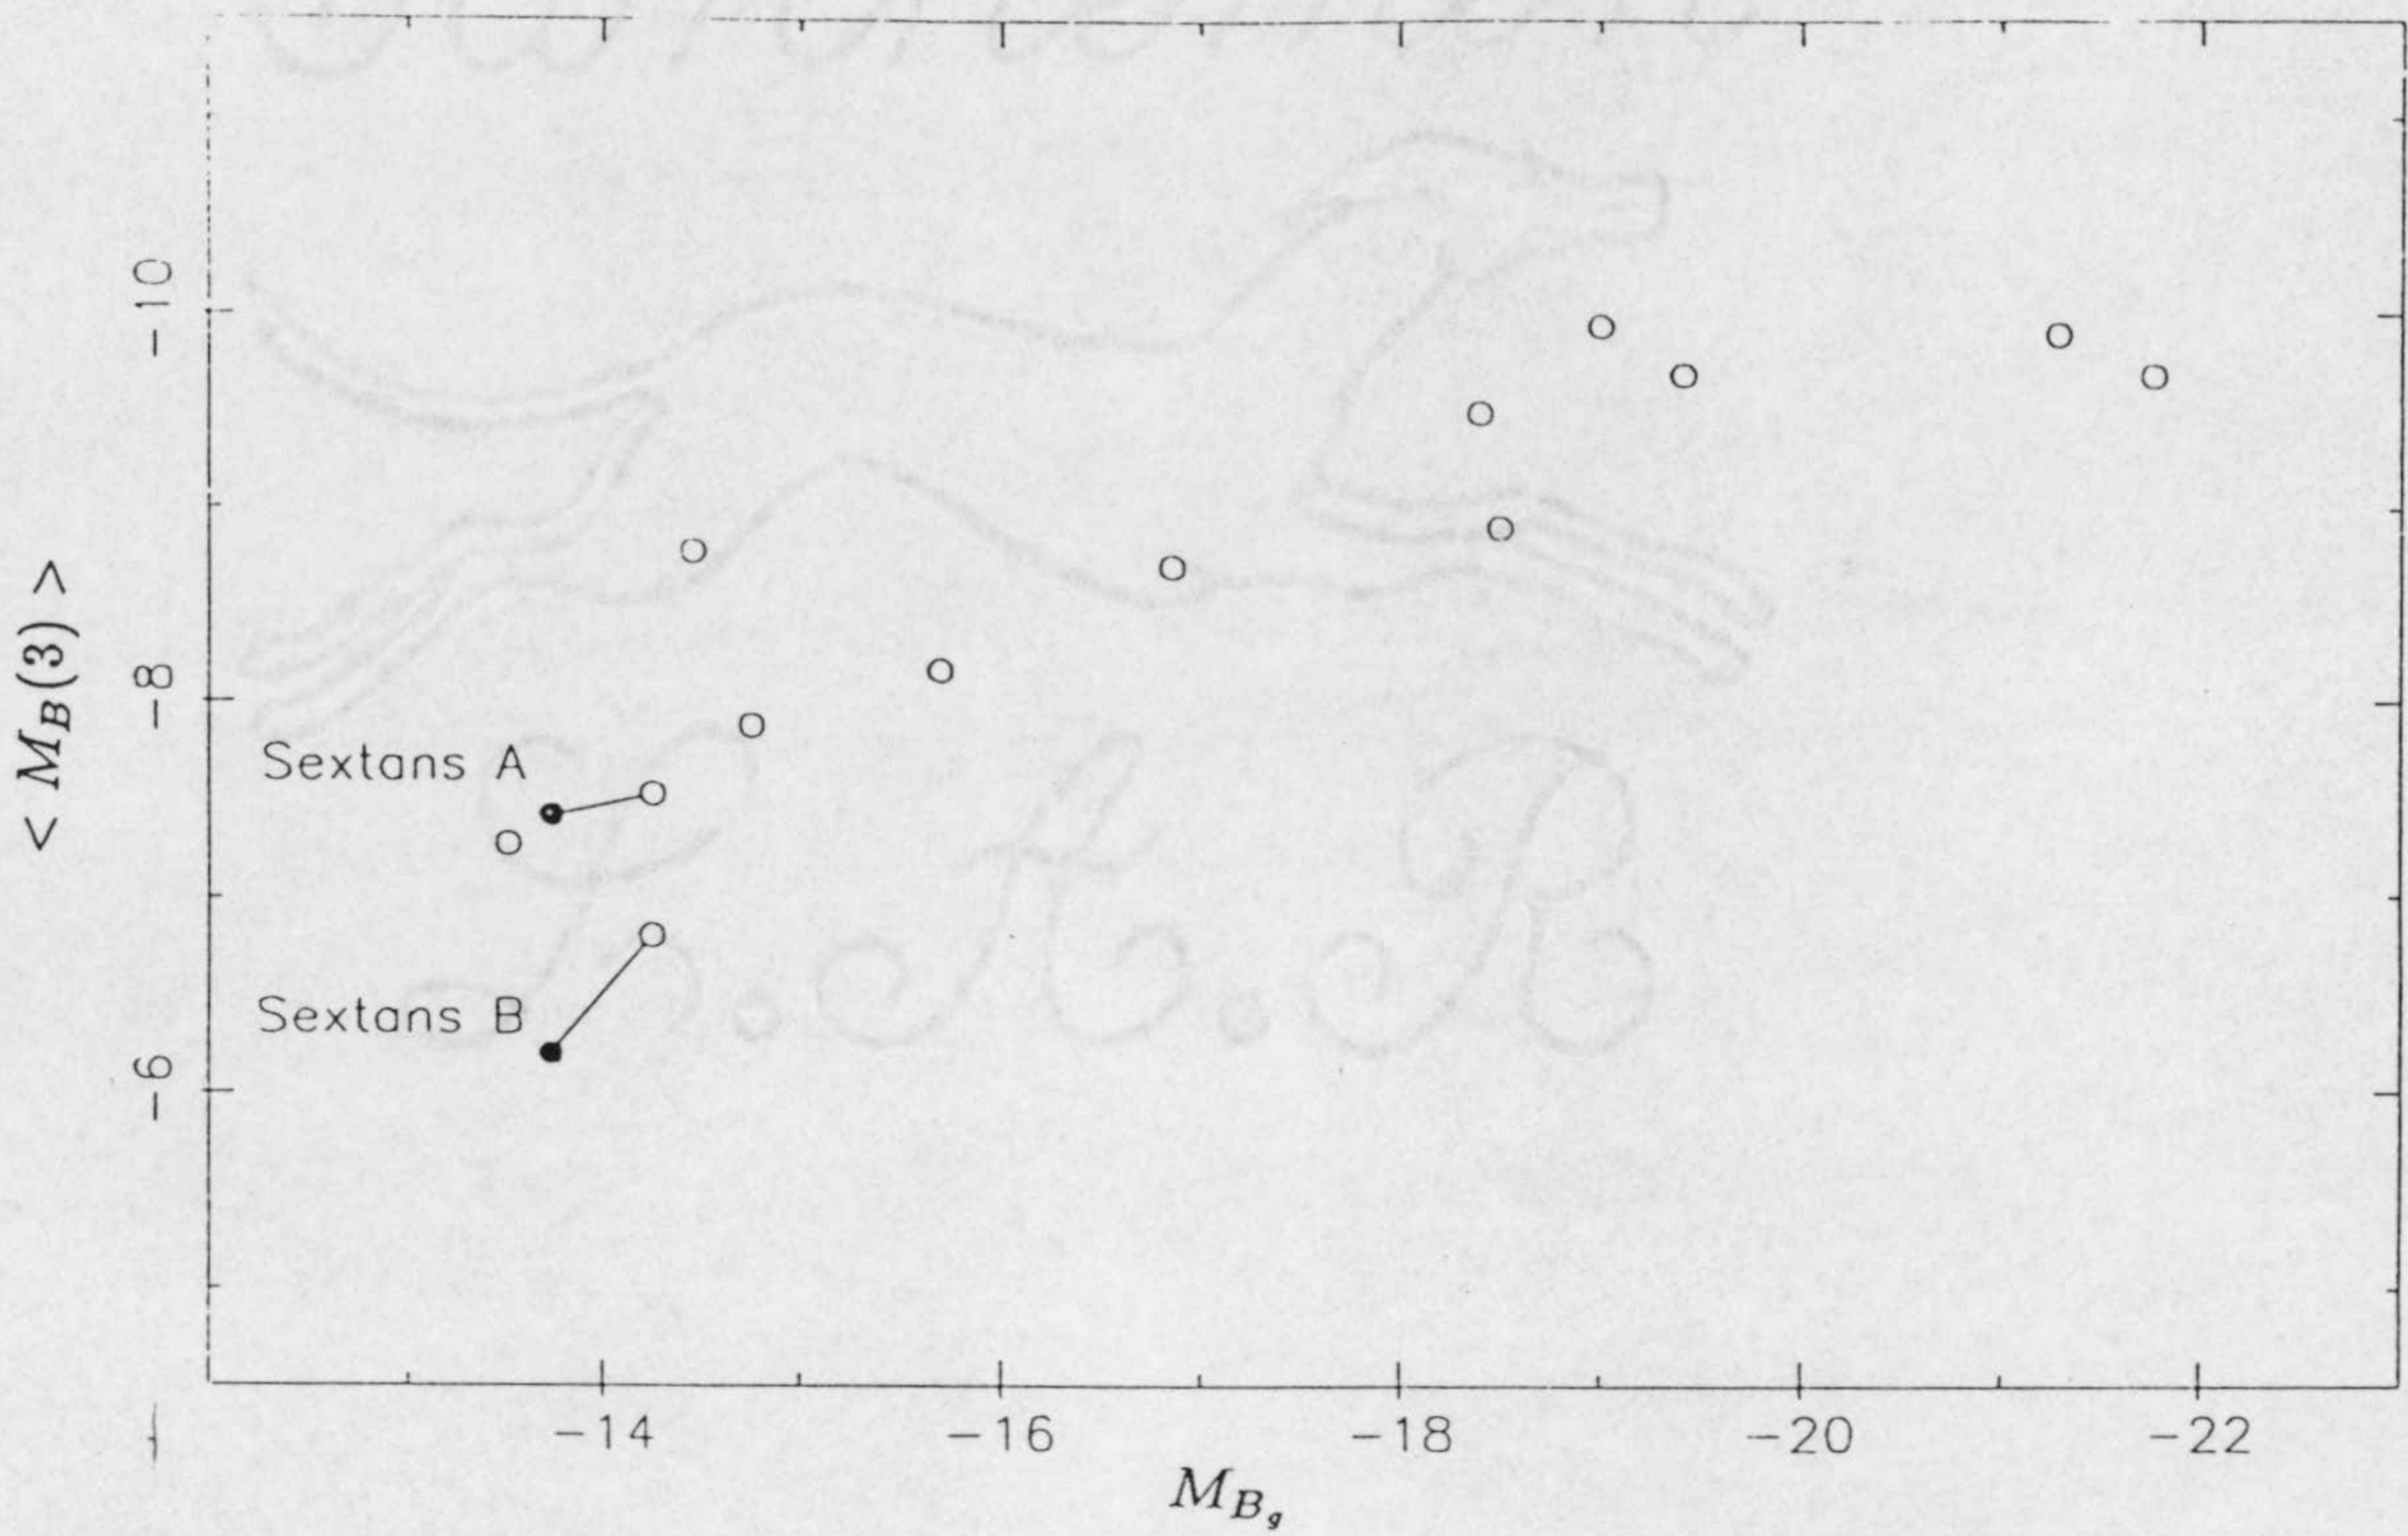 < M_B(3) >
-10
-8
-6
Sextans A
Sextans B
-14 -16 -18 -20 -22
M_{B_g}